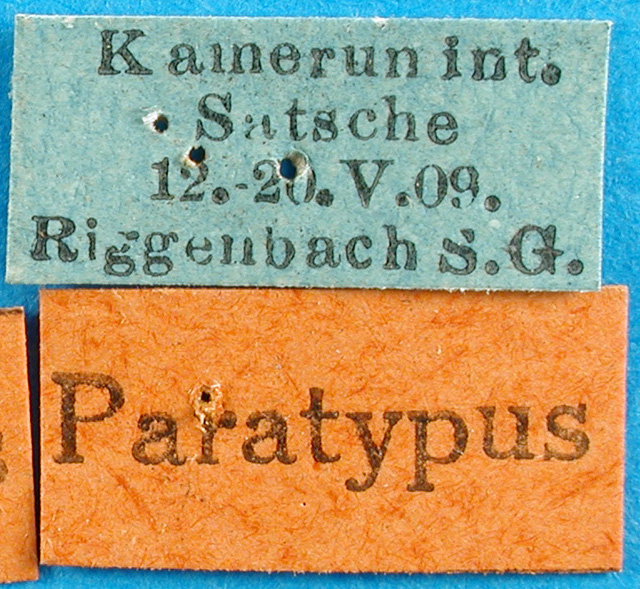 Kamerun int.
Satsche
12.-20.V.09.
Riggenbach S.G.
Paratypus